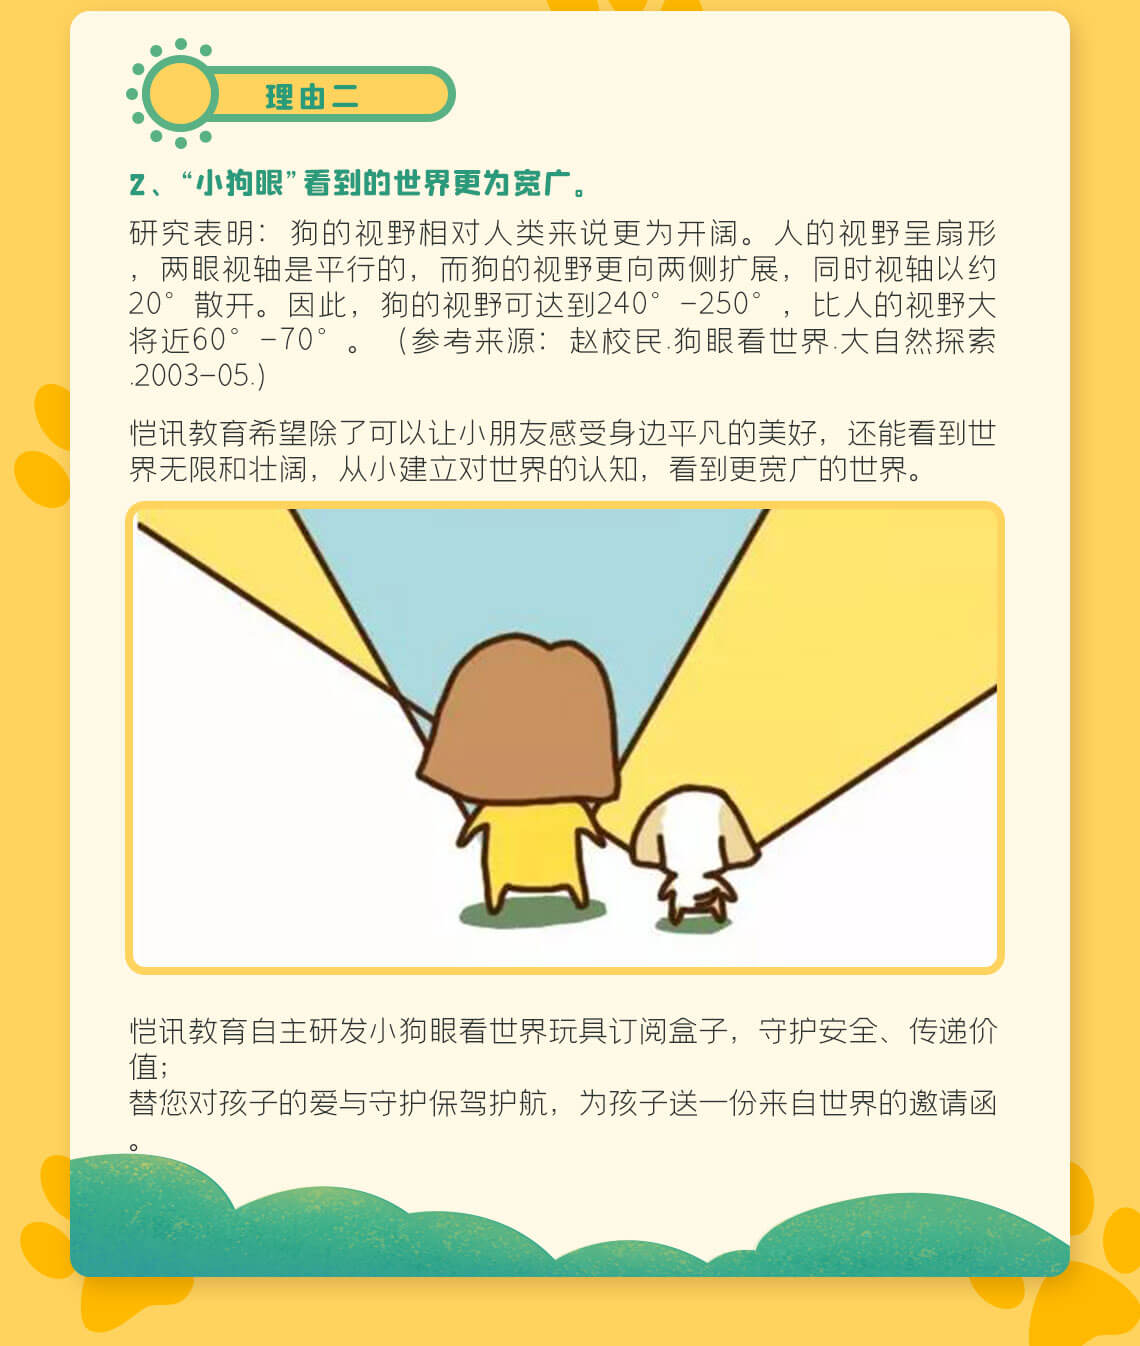 理由二
2、“小狗眼”看到的世界更为宽广。
研究表明：狗的视野相对人类来说更为开阔。人的视野呈扇形
，两眼视轴是平行的，而狗的视野更向两侧扩展，同时视轴以约
20°散开。因此，狗的视野可达到240°-250°，比人的视野大
将近60°-70°。（参考来源：赵校民.狗眼看世界.大自然探索
.2003-05.)
恺讯教育希望除了可以让小朋友感受身边平凡的美好，还能看到世
界无限和壮阔，从小建立对世界的认知，看到更宽广的世界。
恺讯教育自主研发小狗眼看世界玩具订阅盒子，守护安全、传递价
值；
替您对孩子的爱与守护保驾护航，为孩子送一份来自世界的邀请函
。